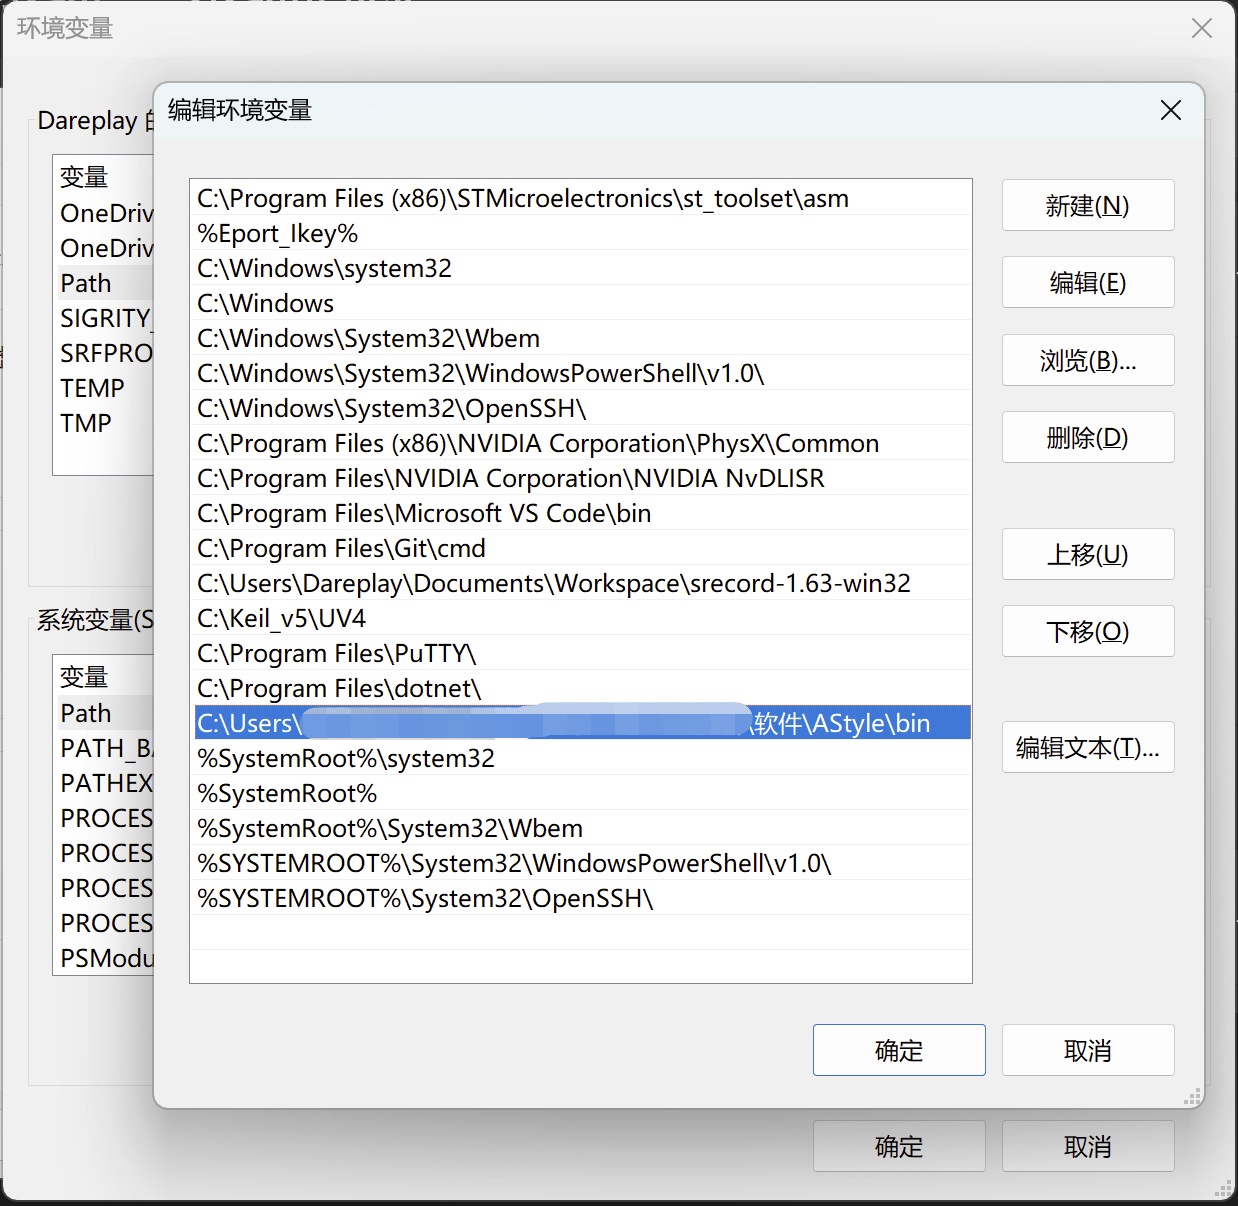 环境变量
Dareplay
变量
OneDriv
OneDriv
Path
SIGRITY_
SRFPRO
TEMP
TMP
系统变量(S
变量
Path
PATH_B
PATHEX
PROCES
PROCES
PROCES
PROCES
PSModu
编辑环境变量
C:\Program Files (x86)\STMicroelectronics\st_toolset\asm
%Eport_Ikey%
C:\Windows\system32
C:\Windows
C:\Windows\System32\Wbem
C:\Windows\System32\WindowsPowerShell\v1.0\
C:\Windows\System32\OpenSSH\
C:\Program Files (x86)\NVIDIA Corporation\PhysX\Common
C:\Program Files\NVIDIA Corporation\NVIDIA NvDLISR
C:\Program Files\Microsoft VS Code\bin
C:\Program Files\Git\cmd
C:\Users\Dareplay\Documents\Workspace\srecord-1.63-win32
C:\Keil_v5\UV4
C:\Program Files\PuTTY\
C:\Program Files\dotnet\
C:\Users\ \软件\AStyle\bin
%SystemRoot%\system32
%SystemRoot%
%SystemRoot%\System32\Wbem
%SYSTEMROOT%\System32\WindowsPowerShell\v1.0\
%SYSTEMROOT%\System32\OpenSSH\
新建(N)
编辑(E)
浏览(B)...
删除(D)
上移(U)
下移(O)
编辑文本(T)...
确定
取消
确定
取消